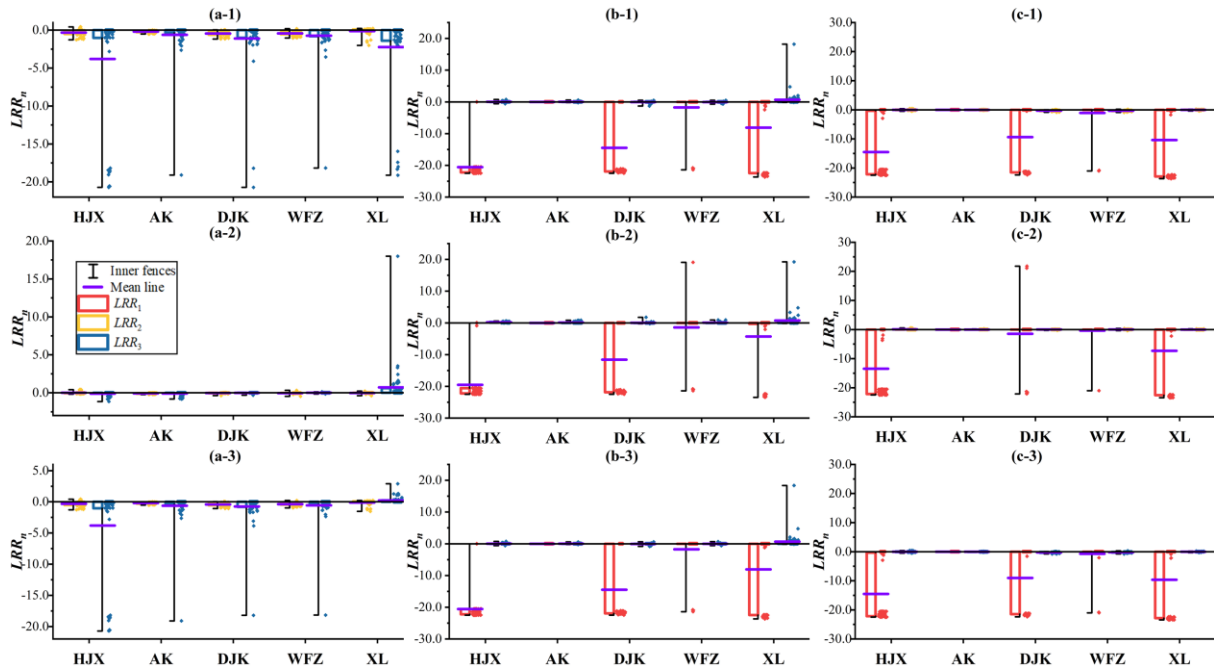 (a-1) (b-1) (c-1)
LRRn
0.0
-5.0
-10.0
-15.0
-20.0
HJX AK DJK WFZ XL
LRRn
20.0
10.0
0.0
-10.0
-20.0
-30.0
HJX AK DJK WFZ XL
LRRn
30.0
20.0
10.0
0.0
-10.0
-20.0
-30.0
HJX AK DJK WFZ XL
(a-2) (b-2) (c-2)
LRRn
20.0
15.0
10.0
5.0
0.0
Inner fences
Mean line
LRR1
LRR2
LRR3
HJX AK DJK WFZ XL
LRRn
20.0
10.0
0.0
-10.0
-20.0
-30.0
HJX AK DJK WFZ XL
LRRn
30
20
10
0
-10
-20
-30
HJX AK DJK WFZ XL
(a-3) (b-3) (c-3)
LRRn
5.0
0.0
-5.0
-10.0
-15.0
-20.0
HJX AK DJK WFZ XL
LRRn
20.0
10.0
0.0
-10.0
-20.0
-30.0
HJX AK DJK WFZ XL
LRRn
30.0
20.0
10.0
0.0
-10.0
-20.0
-30.0
HJX AK DJK WFZ XL